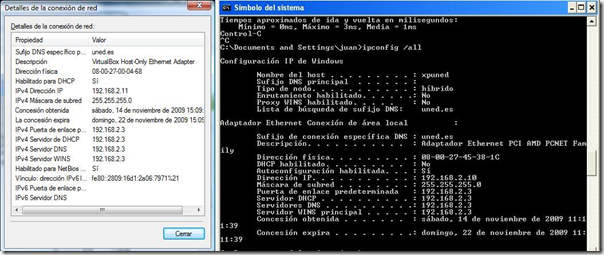 Detalles de la conexión de red
Detalles de la conexión de red:
Propiedad Valor
Sufijo DNS específico p... uned.es
Descripción VirtualBox Host-Only Ethernet Adapter
Dirección física 08-00-27-00-04-68
Habilitado para DHCP Sí
IPv4 Dirección IP 192.168.2.11
IPv4 Máscara de subred 255.255.255.0
Concesión obtenida sábado, 14 de noviembre de 2009 15:09:
La concesión expira domingo, 22 de noviembre de 2009 15:09
IPv4 Puerta de enlace p... 192.168.2.3
IPv4 Servidor de DHCP 192.168.2.3
IPv4 Servidor DNS 192.168.2.3
IPv4 Servidor WINS 192.168.2.3
Habilitado para NetBios ... Sí
Vínculo: dirección IPv6 l... fe80::2809:16d1:2a06:7971%21
IPv6 Puerta de enlace p...
IPv6 Servidor DNS
Cerrar
Símbolo del sistema
Tiempos aproximados de ida y vuelta en milisegundos:
Mínimo = 0ms, Máximo = 3ms, Media = 1ms
Control-C
^C
C:\Documents and Settings\juan>ipconfig /all
Configuración IP de Windows
Nombre del host . . . . . . . . . : xpuned
Sufijo DNS principal . . . . . . :
Tipo de nodo. . . . . . . . . . . : híbrido
Enrutamiento habilitado. . . . . .: No
Proxy WINS habilitado. . . . . : No
Lista de búsqueda de sufijo DNS: uned.es
Adaptador Ethernet Conexión de área local :
Sufijo de conexión específica DNS : uned.es
Descripción. . . . . . . . . . . : Adaptador Ethernet PCI AMD PCNET Fam
ily
Dirección física. . . . . . . . . : 08-00-27-45-38-1C
DHCP habilitado. . . . . . . . . : No
Autoconfiguración habilitada. . . : Sí
Dirección IP. . . . . . . . . . . : 192.168.2.10
Máscara de subred . . . . . . . . : 255.255.255.0
Puerta de enlace predeterminada : 192.168.2.3
Servidor DHCP . . . . . . . . . . : 192.168.2.3
Servidores DNS . . . . . . . . . .: 192.168.2.3
Servidor WINS principal . . . . . : 192.168.2.3
Concesión obtenida . . . . . . . : sábado, 14 de noviembre de 2009 11:1
1:39
Concesión expira . . . . . . . . .: domingo, 22 de noviembre de 2009 11:
11:39